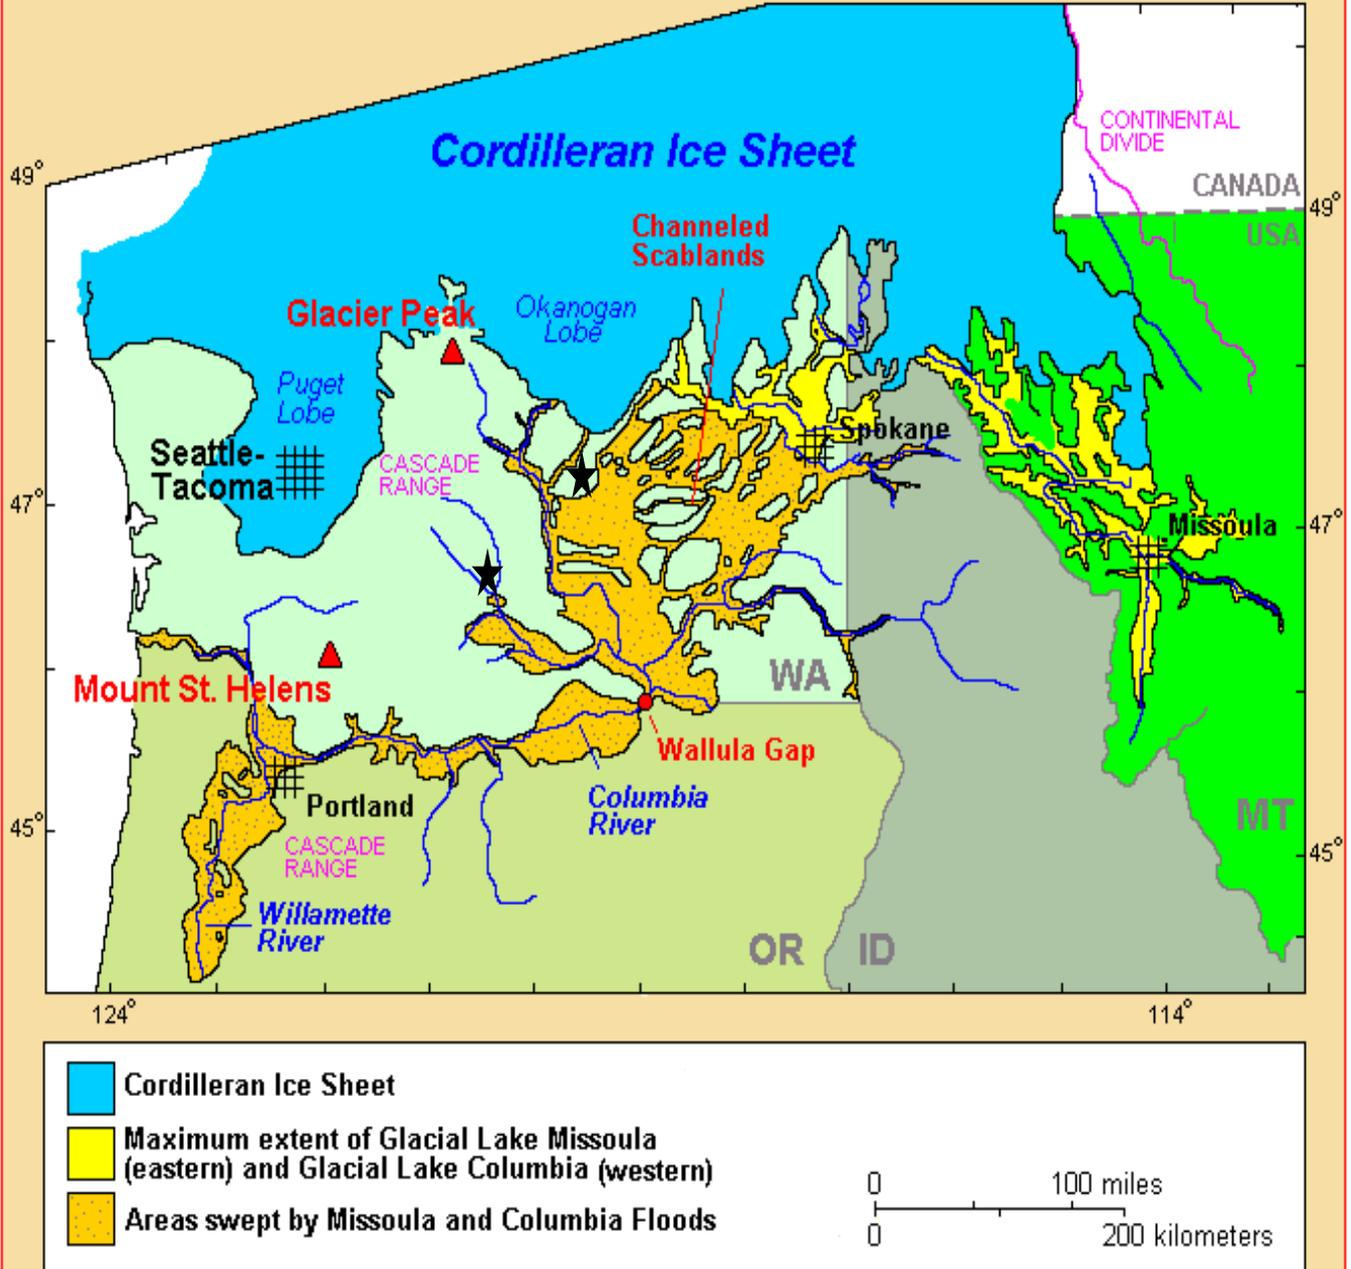 49°
Cordilleran Ice Sheet
CONTINENTAL
DIVIDE
CANADA
49°
USA
Channeled
Scablands
Glacier Peak
Okanogan
Lobe
Puget
Lobe
Spokane
Seattle-
Tacoma
CASCADE
RANGE
47°
Missoula
47°
WA
Mount St. Helens
Wallula Gap
Portland
Columbia
River
MT
45°
CASCADE
RANGE
45°
Willamette
River
OR
ID
124°
114°
Cordilleran Ice Sheet
Maximum extent of Glacial Lake Missoula
(eastern) and Glacial Lake Columbia (western)
Areas swept by Missoula and Columbia Floods
0 100 miles
0 200 kilometers